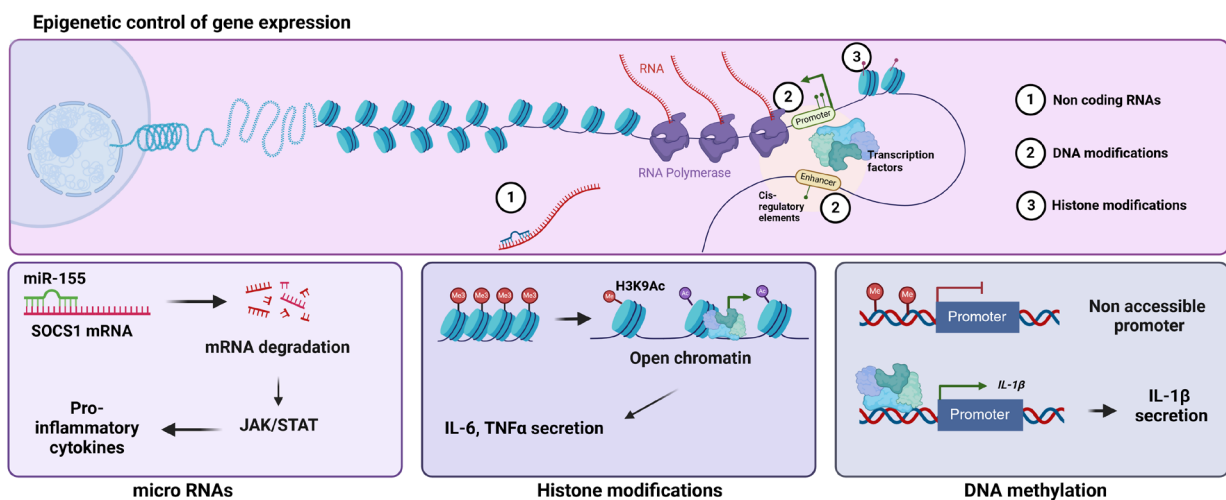 Epigenetic control of gene expression
RNA
RNA Polymerase
2
Promoter
3
Transcription
factors
Enhancer
Cis-
regulatory
elements
2
1
1 Non coding RNAs
2 DNA modifications
3 Histone modifications
miR-155
SOCS1 mRNA
mRNA degradation
JAK/STAT
Pro-
inflammatory
cytokines
micro RNAs
Me3 Me3 Me3 Me3
Me
H3K9Ac
Ac
Ac
Open chromatin
IL-6, TNFα secretion
Histone modifications
Me Me
Promoter
Non accessible
promoter
IL-1β
Promoter
IL-1β
secretion
DNA methylation